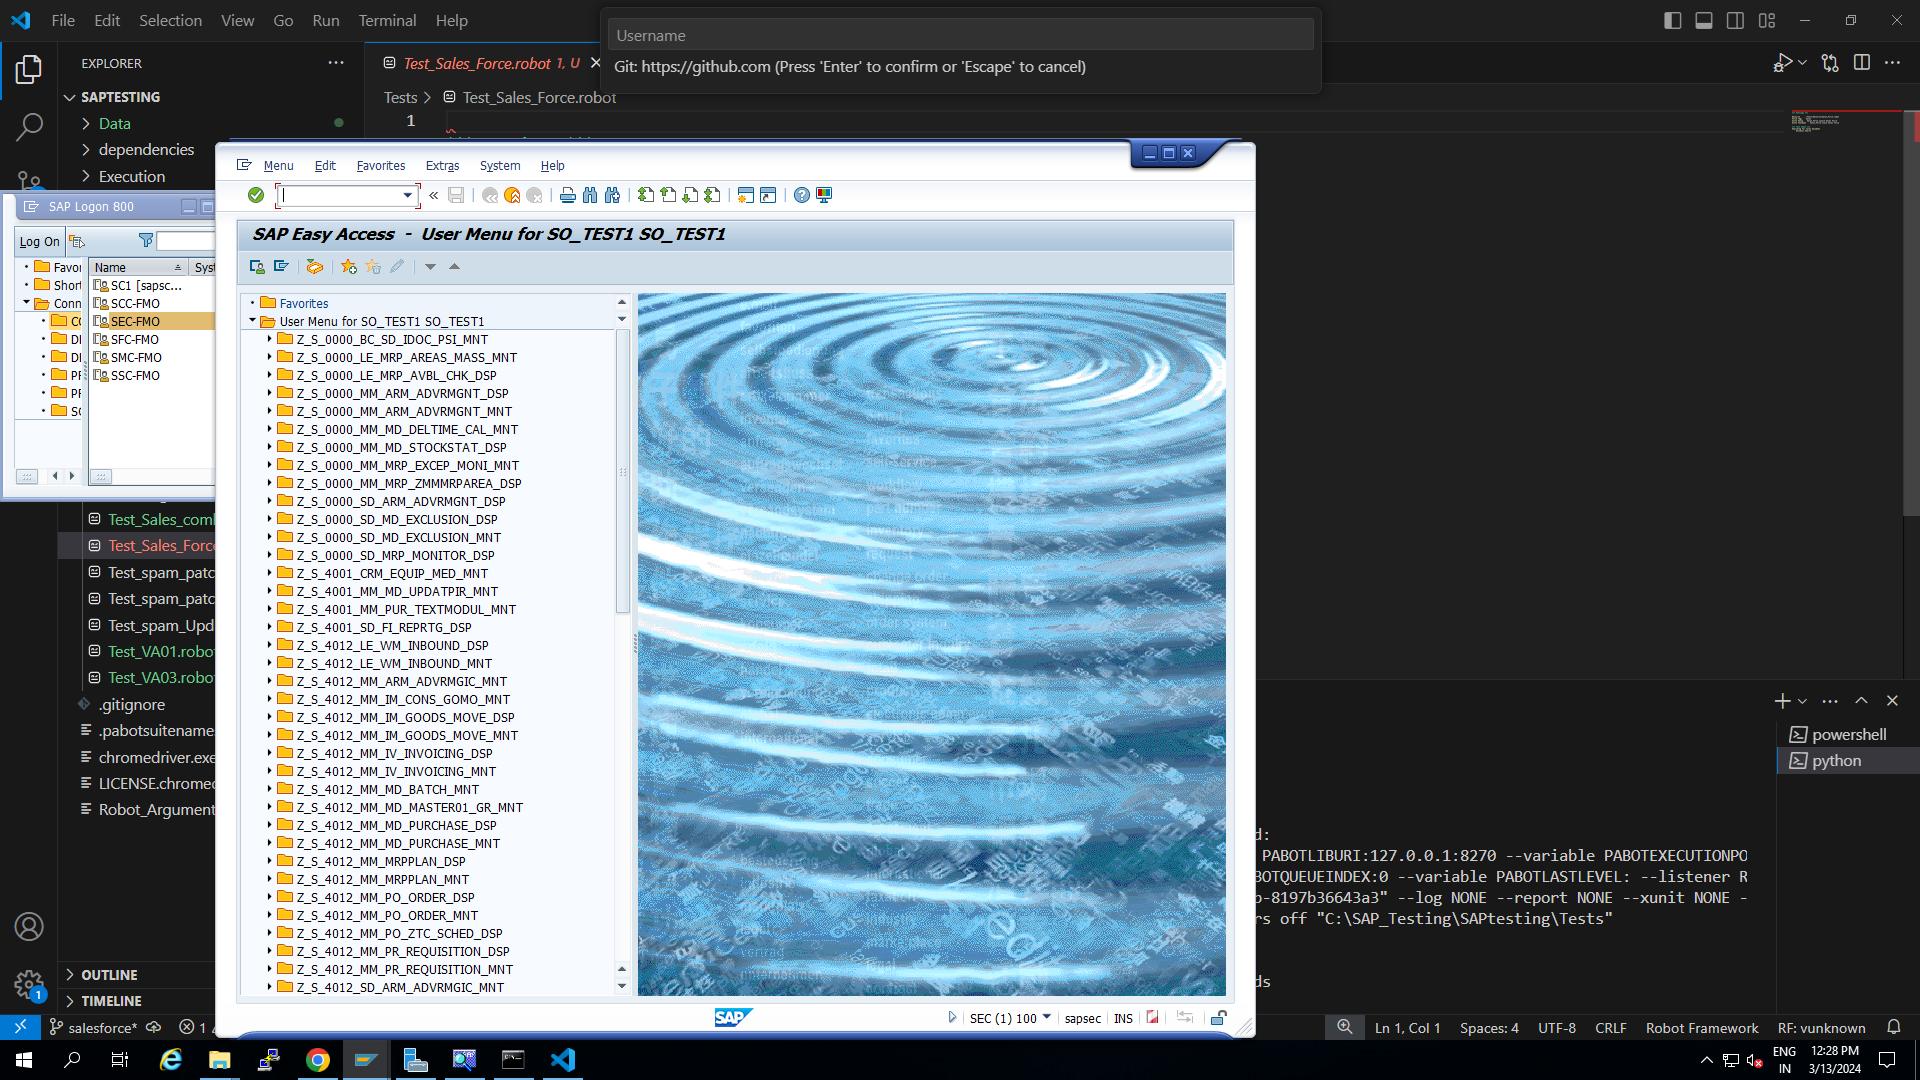 File Edit Selection View Go Run Terminal Help
Username
Git: https://github.com (Press 'Enter' to confirm or 'Escape' to cancel)
EXPLORER
Test_Sales_Force.robot 1, U
SAPTESTING
Tests > Test_Sales_Force.robot
Data
1
dependencies
Execution
Menu Edit Favorites Extras System Help
SAP Logon 800
SAP Easy Access - User Menu for SO_TEST1 SO_TEST1
Log On
Favor
Name
Syst
SC1 [sapsc...
Short
SCC-FMO
Conn
SEC-FMO
SFC-FMO
SMC-FMO
SSC-FMO
Favorites
User Menu for SO_TEST1 SO_TEST1
Z_S_0000_BC_SD_IDOC_PSI_MNT
Z_S_0000_LE_MRP_AREAS_MASS_MNT
Z_S_0000_LE_MRP_AVBL_CHK_DSP
Z_S_0000_MM_ARM_ADVRMGNT_DSP
Z_S_0000_MM_ARM_ADVRMGNT_MNT
Z_S_0000_MM_MD_DELTIME_CAL_MNT
Z_S_0000_MM_MD_STOCKSTAT_DSP
Z_S_0000_MM_MRP_EXCEP_MONI_MNT
Z_S_0000_MM_MRP_ZMMMRPAREA_DSP
Z_S_0000_SD_ARM_ADVRMGNT_DSP
Z_S_0000_SD_MD_EXCLUSION_DSP
Z_S_0000_SD_MD_EXCLUSION_MNT
Z_S_0000_SD_MRP_MONITOR_DSP
Z_S_4001_CRM_EQUIP_MED_MNT
Z_S_4001_MM_MD_UPDATPIR_MNT
Z_S_4001_MM_PUR_TEXTMODUL_MNT
Z_S_4001_SD_FI_REPRTG_DSP
Z_S_4012_LE_WM_INBOUND_DSP
Z_S_4012_LE_WM_INBOUND_MNT
Z_S_4012_MM_ARM_ADVRMGIC_MNT
Z_S_4012_MM_IM_CONS_GOMO_MNT
Z_S_4012_MM_IM_GOODS_MOVE_DSP
Z_S_4012_MM_IM_GOODS_MOVE_MNT
Z_S_4012_MM_IV_INVOICING_DSP
Z_S_4012_MM_IV_INVOICING_MNT
Z_S_4012_MM_MD_BATCH_MNT
Z_S_4012_MM_MD_MASTER01_GR_MNT
Z_S_4012_MM_MD_PURCHASE_DSP
Z_S_4012_MM_MD_PURCHASE_MNT
Z_S_4012_MM_MRPPLAN_DSP
Z_S_4012_MM_MRPPLAN_MNT
Z_S_4012_MM_PO_ORDER_DSP
Z_S_4012_MM_PO_ORDER_MNT
Z_S_4012_MM_PO_ZTC_SCHED_DSP
Z_S_4012_MM_PR_REQUISITION_DSP
Z_S_4012_MM_PR_REQUISITION_MNT
Z_S_4012_SD_ARM_ADVRMGIC_MNT
SAP
SEC (1) 100 sapsec INS
Test_Sales_coml
Test_Sales_Force
Test_spam_patc
Test_spam_patc
Test_spam_Upd
Test_VA01.robo
Test_VA03.robo
.gitignore
.pabotsuitename
chromedriver.exe
LICENSE.chromed
Robot_Argument
OUTLINE
TIMELINE
powershell
python
d:
PABOTLIBURI:127.0.0.1:8270 --variable PABOTEXECUTIONPO
BOTQUEUEINDEX:0 --variable PABOTLASTLEVEL: --listener R
-8197b36643a3" --log NONE --report NONE --xunit NONE -
rs off "C:\SAP_Testing\SAPtesting\Tests"
ds
1
salesforce* 1
Ln 1, Col 1 Spaces: 4 UTF-8 CRLF Robot Framework RF: vunknown
ENG
IN
12:28 PM
3/13/2024